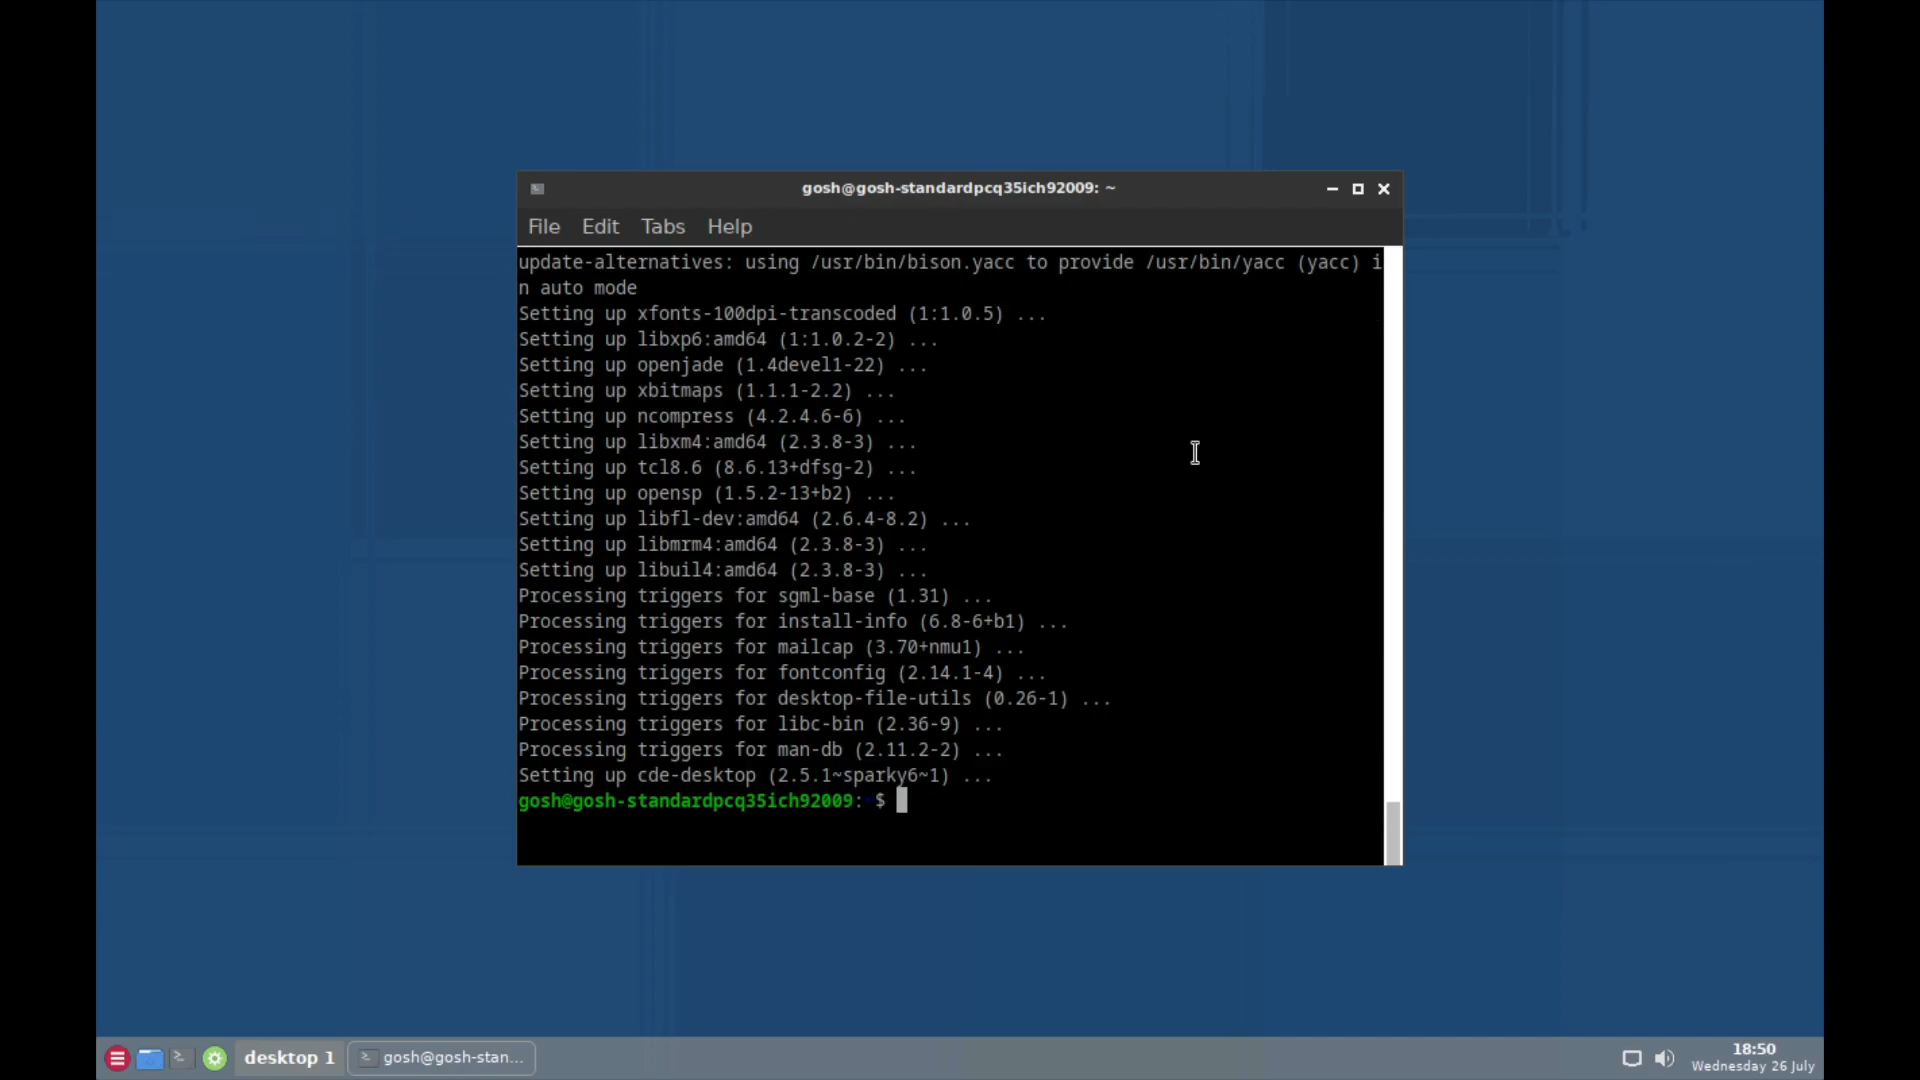 gosh@gosh-standardpcq35ich92009: ~
File Edit Tabs Help
update-alternatives: using /usr/bin/bison.yacc to provide /usr/bin/yacc (yacc) i
n auto mode
Setting up xfonts-100dpi-transcoded (1:1.0.5) ...
Setting up libxp6:amd64 (1:1.0.2-2) ...
Setting up openjade (1.4devel1-22) ...
Setting up xbitmaps (1.1.1-2.2) ...
Setting up ncompress (4.2.4.6-6) ...
Setting up libxm4:amd64 (2.3.8-3) ...
Setting up tcl8.6 (8.6.13+dfsg-2) ...
Setting up opensp (1.5.2-13+b2) ...
Setting up libfl-dev:amd64 (2.6.4-8.2) ...
Setting up libmrm4:amd64 (2.3.8-3) ...
Setting up libuil4:amd64 (2.3.8-3) ...
Processing triggers for sgml-base (1.31) ...
Processing triggers for install-info (6.8-6+b1) ...
Processing triggers for mailcap (3.70+nmu1) ...
Processing triggers for fontconfig (2.14.1-4) ...
Processing triggers for desktop-file-utils (0.26-1) ...
Processing triggers for libc-bin (2.36-9) ...
Processing triggers for man-db (2.11.2-2) ...
Setting up cde-desktop (2.5.1~sparky6~1) ...
gosh@gosh-standardpcq35ich92009:~$
desktop 1 gosh@gosh-stan...
18:50
Wednesday 26 July